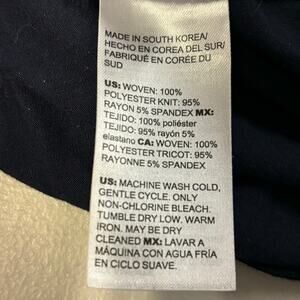 MADE IN SOUTH KOREA/
HECHO EN COREA DEL SUR/
FABRIQUÉ EN CORÉE DU
SUD
US: WOVEN: 100%
POLYESTER KNIT: 95%
RAYON 5% SPANDEX MX:
TEJIDO: 100% poliéster
TEJIDO: 95% rayón 5%
elastano CA: WOVEN: 100%
POLYESTER TRICOT: 95%
RAYONNE 5% SPANDEX
US: MACHINE WASH COLD,
GENTLE CYCLE. ONLY
NON-CHLORINE BLEACH.
TUMBLE DRY LOW. WARM
IRON. MAY BE DRY
CLEANED MX: LAVAR A
MÁQUINA CON AGUA FRÍA
EN CICLO SUAVE.